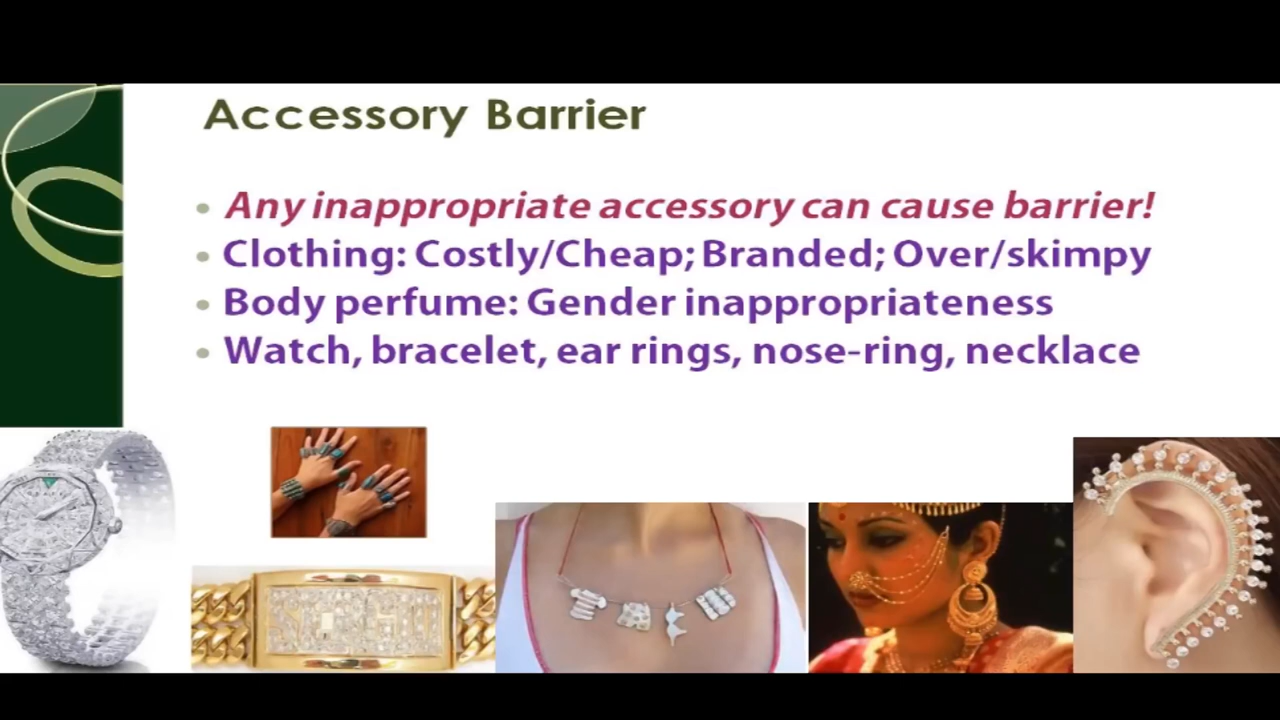 Accessory Barrier
• Any inappropriate accessory can cause barrier!
• Clothing: Costly/Cheap; Branded; Over/skimpy
• Body perfume: Gender inappropriateness
• Watch, bracelet, ear rings, nose-ring, necklace